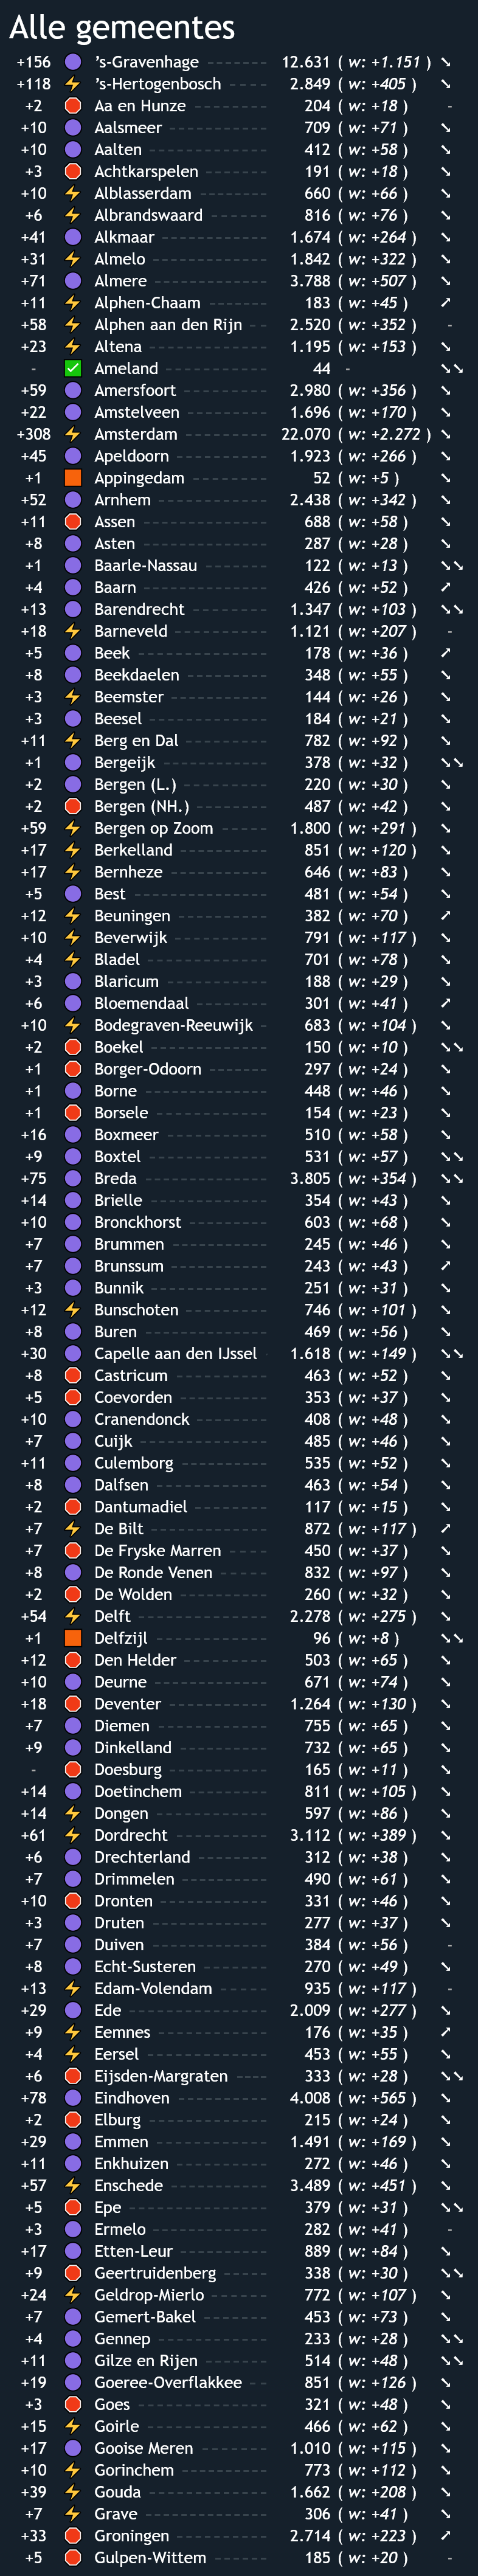 Alle gemeentes
+156 's-Gravenhage 12.631 ( w: +1.151 )
+118 's-Hertogenbosch 2.849 ( w: +405 )
+2 Aa en Hunze 204 ( w: +18 ) -
+10 Aalsmeer 709 ( w: +71 )
+10 Aalten 412 ( w: +58 )
+3 Achtkarspelen 191 ( w: +18 )
+10 Alblasserdam 660 ( w: +66 )
+6 Albrandswaard 816 ( w: +76 )
+41 Alkmaar 1.674 ( w: +264 )
+31 Almelo 1.842 ( w: +322 )
+71 Almere 3.788 ( w: +507 )
+11 Alphen-Chaam 183 ( w: +45 )
+58 Alphen aan den Rijn 2.520 ( w: +352 ) -
+23 Altena 1.195 ( w: +153 )
- Ameland 44 -
+59 Amersfoort 2.980 ( w: +356 )
+22 Amstelveen 1.696 ( w: +170 )
+308 Amsterdam 22.070 ( w: +2.272 )
+45 Apeldoorn 1.923 ( w: +266 )
+1 Appingedam 52 ( w: +5 )
+52 Arnhem 2.438 ( w: +342 )
+11 Assen 688 ( w: +58 )
+8 Asten 287 ( w: +28 )
+1 Baarle-Nassau 122 ( w: +13 )
+4 Baarn 426 ( w: +52 )
+13 Barendrecht 1.347 ( w: +103 )
+18 Barneveld 1.121 ( w: +207 ) -
+5 Beek 178 ( w: +36 )
+8 Beekdaelen 348 ( w: +55 )
+3 Beemster 144 ( w: +26 )
+3 Beesel 184 ( w: +21 )
+11 Berg en Dal 782 ( w: +92 )
+1 Bergeijk 378 ( w: +32 )
+2 Bergen (L.) 220 ( w: +30 )
+2 Bergen (NH.) 487 ( w: +42 )
+59 Bergen op Zoom 1.800 ( w: +291 )
+17 Berkelland 851 ( w: +120 )
+17 Bernheze 646 ( w: +83 )
+5 Best 481 ( w: +54 )
+12 Beuningen 382 ( w: +70 )
+10 Beverwijk 791 ( w: +117 )
+4 Bladel 701 ( w: +78 )
+3 Blaricum 188 ( w: +29 )
+6 Bloemendaal 301 ( w: +41 )
+10 Bodegraven-Reeuwijk 683 ( w: +104 )
+2 Boekel 150 ( w: +10 )
+1 Borger-Odoorn 297 ( w: +24 )
+1 Borne 448 ( w: +46 )
+1 Borsele 154 ( w: +23 )
+16 Boxmeer 510 ( w: +58 )
+9 Boxtel 531 ( w: +57 )
+75 Breda 3.805 ( w: +354 )
+14 Brielle 354 ( w: +43 )
+10 Bronckhorst 603 ( w: +68 )
+7 Brummen 245 ( w: +46 )
+7 Brunssum 243 ( w: +43 )
+3 Bunnik 251 ( w: +31 )
+12 Bunschoten 746 ( w: +101 )
+8 Buren 469 ( w: +56 )
+30 Capelle aan den IJssel 1.618 ( w: +149 )
+8 Castricum 463 ( w: +52 )
+5 Coevorden 353 ( w: +37 )
+10 Cranendonck 408 ( w: +48 )
+7 Cuijk 485 ( w: +46 )
+11 Culemborg 535 ( w: +52 )
+8 Dalfsen 463 ( w: +54 )
+2 Dantumadiel 117 ( w: +15 )
+7 De Bilt 872 ( w: +117 )
+7 De Fryske Marren 450 ( w: +37 )
+8 De Ronde Venen 832 ( w: +97 )
+2 De Wolden 260 ( w: +32 )
+54 Delft 2.278 ( w: +275 )
+1 Delfzijl 96 ( w: +8 )
+12 Den Helder 503 ( w: +65 )
+10 Deurne 671 ( w: +74 )
+18 Deventer 1.264 ( w: +130 )
+7 Diemen 755 ( w: +65 )
+9 Dinkelland 732 ( w: +65 )
- Doesburg 165 ( w: +11 )
+14 Doetinchem 811 ( w: +105 )
+14 Dongen 597 ( w: +86 )
+61 Dordrecht 3.112 ( w: +389 )
+6 Drechterland 312 ( w: +38 )
+7 Drimmelen 490 ( w: +61 )
+10 Dronten 331 ( w: +46 )
+3 Druten 277 ( w: +37 )
+7 Duiven 384 ( w: +56 ) -
+8 Echt-Susteren 270 ( w: +49 )
+13 Edam-Volendam 935 ( w: +117 ) -
+29 Ede 2.009 ( w: +277 )
+9 Eemnes 176 ( w: +35 )
+4 Eersel 453 ( w: +55 )
+6 Eijsden-Margraten 333 ( w: +28 )
+78 Eindhoven 4.008 ( w: +565 )
+2 Elburg 215 ( w: +24 )
+29 Emmen 1.491 ( w: +169 )
+11 Enkhuizen 272 ( w: +46 )
+57 Enschede 3.489 ( w: +451 )
+5 Epe 379 ( w: +31 )
+3 Ermelo 282 ( w: +41 ) -
+17 Etten-Leur 889 ( w: +84 )
+9 Geertruidenberg 338 ( w: +30 )
+24 Geldrop-Mierlo 772 ( w: +107 )
+7 Gemert-Bakel 453 ( w: +73 )
+4 Gennep 233 ( w: +28 )
+11 Gilze en Rijen 514 ( w: +48 )
+19 Goeree-Overflakkee 851 ( w: +126 )
+3 Goes 321 ( w: +48 )
+15 Goirle 466 ( w: +62 )
+17 Gooise Meren 1.010 ( w: +115 )
+10 Gorinchem 773 ( w: +112 )
+39 Gouda 1.662 ( w: +208 )
+7 Grave 306 ( w: +41 )
+33 Groningen 2.714 ( w: +223 )
+5 Gulpen-Wittem 185 ( w: +20 ) -